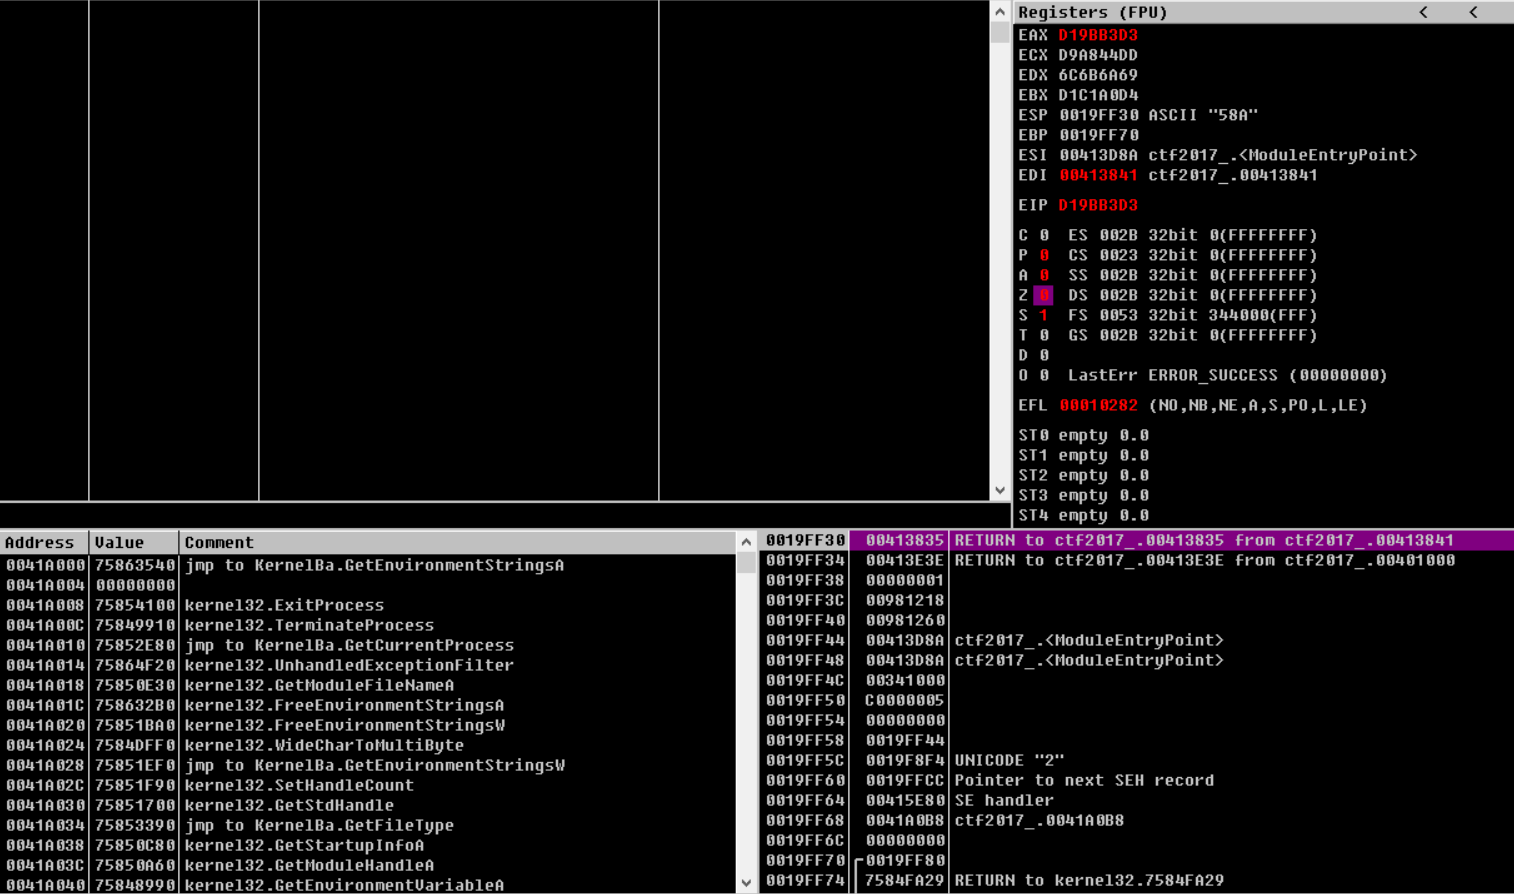 Registers (FPU) < <
EAX D19BB3D3
ECX D9A844DD
EDX 6C6B6A69
EBX D1C1A0D4
ESP 0019FF30 ASCII "58A"
EBP 0019FF70
ESI 00413D8A ctf2017_.<ModuleEntryPoint>
EDI 00413841 ctf2017_.00413841
EIP D19BB3D3
C 0 ES 002B 32bit 0(FFFFFFFF)
P 0 CS 0023 32bit 0(FFFFFFFF)
A 0 SS 002B 32bit 0(FFFFFFFF)
Z 0 DS 002B 32bit 0(FFFFFFFF)
S 1 FS 0053 32bit 344000(FFF)
T 0 GS 002B 32bit 0(FFFFFFFF)
D 0
O 0 LastErr ERROR_SUCCESS (00000000)
EFL 00010282 (NO,NB,NE,A,S,PO,L,LE)
ST0 empty 0.0
ST1 empty 0.0
ST2 empty 0.0
ST3 empty 0.0
ST4 empty 0.0
Address Value Comment
0041A000 75863540 jmp to KernelBa.GetEnvironmentStringsA
0041A004 00000000
0041A008 75854100 kernel32.ExitProcess
0041A00C 75849910 kernel32.TerminateProcess
0041A010 75852E80 jmp to KernelBa.GetCurrentProcess
0041A014 75864F20 kernel32.UnhandledExceptionFilter
0041A018 75850E30 kernel32.GetModuleFileNameA
0041A01C 758632B0 kernel32.FreeEnvironmentStringsA
0041A020 75851BA0 kernel32.FreeEnvironmentStringsW
0041A024 7584DFF0 kernel32.WideCharToMultiByte
0041A028 75851EF0 jmp to KernelBa.GetEnvironmentStringsW
0041A02C 75851F90 kernel32.SetHandleCount
0041A030 75851700 kernel32.GetStdHandle
0041A034 75853390 jmp to KernelBa.GetFileType
0041A038 75850C80 kernel32.GetStartupInfoA
0041A03C 75850A60 kernel32.GetModuleHandleA
0041A040 75848990 kernel32.GetEnvironmentVariableA
0019FF30 00413835 RETURN to ctf2017_.00413835 from ctf2017_.00413841
0019FF34 00413E3E RETURN to ctf2017_.00413E3E from ctf2017_.00401000
0019FF38 00000001
0019FF3C 00981218
0019FF40 00981260
0019FF44 00413D8A ctf2017_.<ModuleEntryPoint>
0019FF48 00413D8A ctf2017_.<ModuleEntryPoint>
0019FF4C 00341000
0019FF50 C0000005
0019FF54 00000000
0019FF58 0019FF44
0019FF5C 0019F8F4 UNICODE "2"
0019FF60 0019FFCC Pointer to next SEH record
0019FF64 00415E80 SE handler
0019FF68 0041A0B8 ctf2017_.0041A0B8
0019FF6C 00000000
0019FF70 0019FF80
0019FF74 7584FA29 RETURN to kernel32.7584FA29